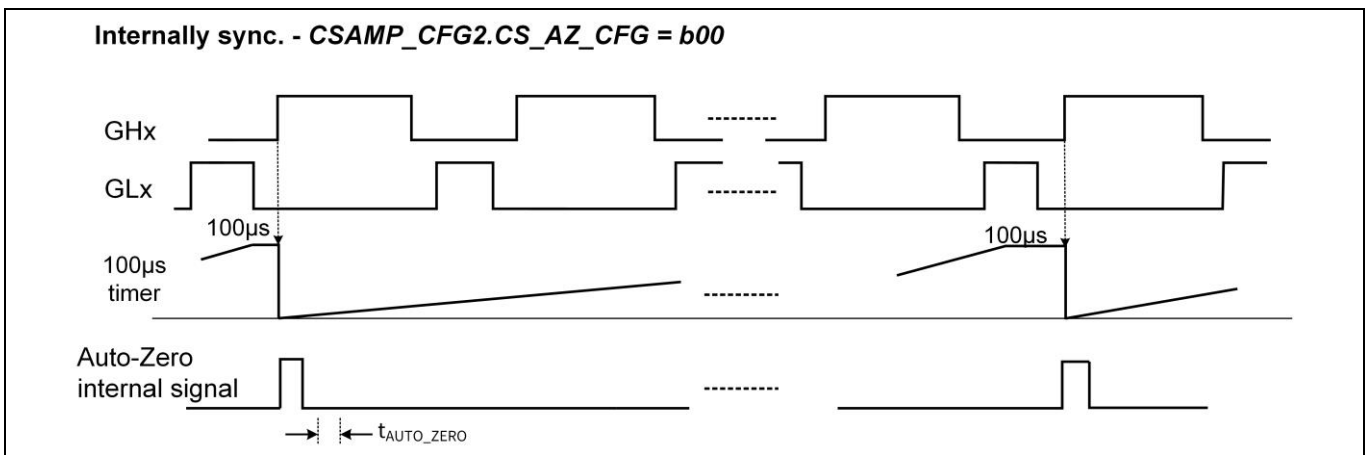 Internally sync. - CSAMP_CFG2.CS_AZ_CFG = b00
GHx
GLx
100µs
100µs
100µs
timer
Auto-Zero
internal signal
tAUTO_ZERO